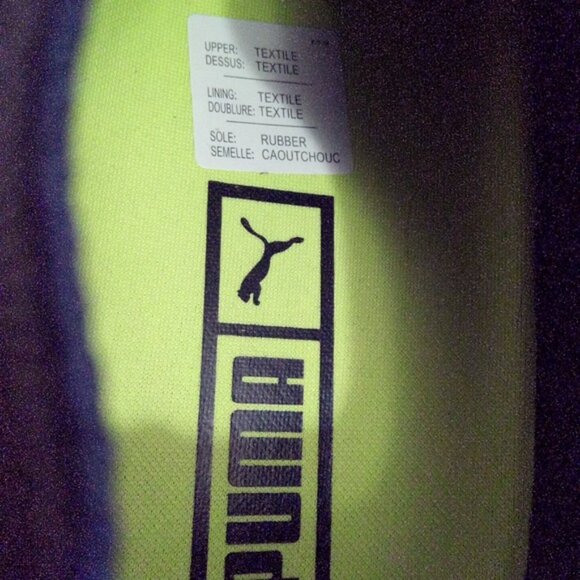 UPPER: TEXTILE
DESSUS: TEXTILE
LINING: TEXTILE
DOUBLURE: TEXTILE
SOLE: RUBBER
SEMELLE: CAOUTCHOUC
PUMA